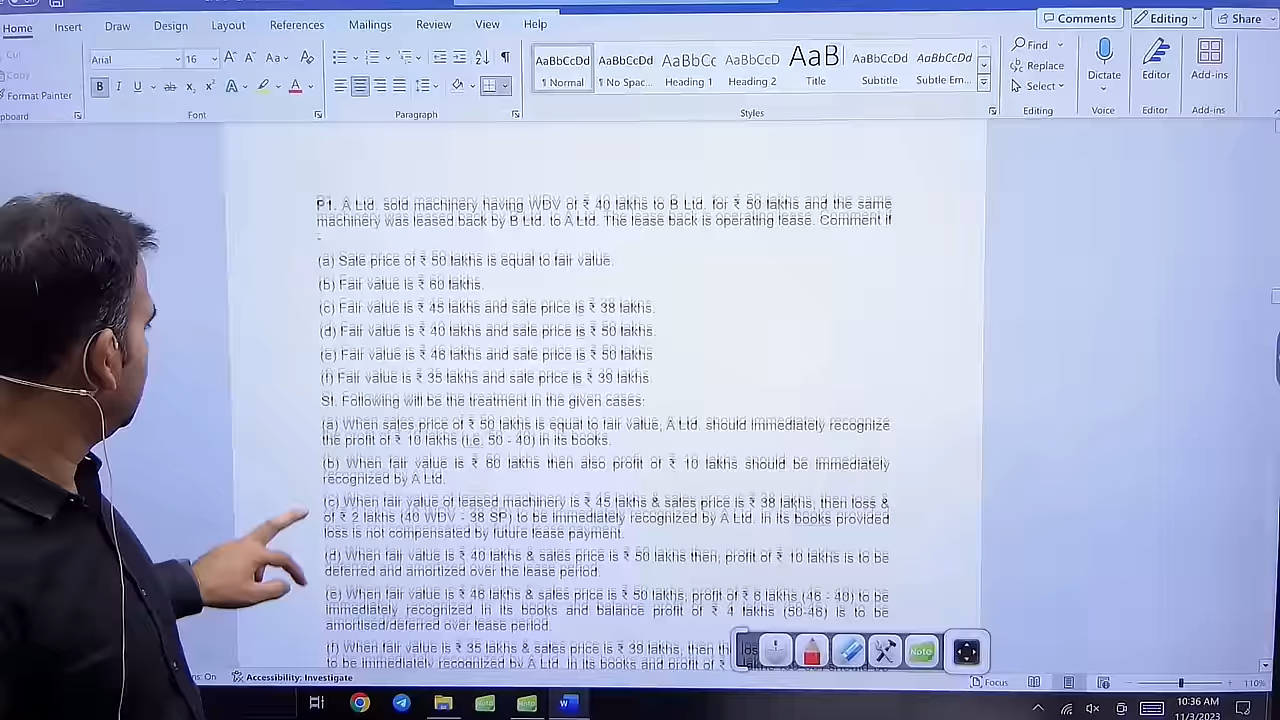 Home Insert Draw Design Layout References Mailings Review View Help
Comments Editing Share
Cut
Copy
Format Painter
Arial 16
AaBbCcDd AaBbCcDd AaBbCc AaBbCcD AaB AaBbCcDd AaBbCcDd
¶ Normal ¶ No Spac... Heading 1 Heading 2 Title Subtitle Subtle Em...
Find
Replace
Select
Dictate Editor Add-ins
pboard Font Paragraph Styles Editing Voice Editor Add-ins
P1. A Ltd. sold machinery having WDV of ₹ 40 lakhs to B Ltd. for ₹ 50 lakhs and the same
machinery was leased back by B Ltd. to A Ltd. The lease back is operating lease. Comment if
:
(a) Sale price of ₹ 50 lakhs is equal to fair value.
(b) Fair value is ₹ 60 lakhs.
(c) Fair value is ₹ 45 lakhs and sale price is ₹ 38 lakhs.
(d) Fair value is ₹ 40 lakhs and sale price is ₹ 50 lakhs.
(e) Fair value is ₹ 46 lakhs and sale price is ₹ 50 lakhs
(f) Fair value is ₹ 35 lakhs and sale price is ₹ 39 lakhs.
Sl. Following will be the treatment in the given cases:
(a) When sales price of ₹ 50 lakhs is equal to fair value, A Ltd. should immediately recognize
the profit of ₹ 10 lakhs (i.e. 50 - 40) in its books.
(b) When fair value is ₹ 60 lakhs then also profit of ₹ 10 lakhs should be immediately
recognized by A Ltd.
(c) When fair value of leased machinery is ₹ 45 lakhs & sales price is ₹ 38 lakhs, then loss &
of ₹ 2 lakhs (40 WDV - 38 SP) to be immediately recognized by A Ltd. In its books provided
loss is not compensated by future lease payment.
(d) When fair value is ₹ 40 lakhs & sales price is ₹ 50 lakhs then, profit of ₹ 10 lakhs is to be
deferred and amortized over the lease period.
(e) When fair value is ₹ 46 lakhs & sales price is ₹ 50 lakhs, profit of ₹ 6 lakhs (46 - 40) to be
immediately recognized in its books and balance profit of ₹ 4 lakhs (50-46) is to be
amortised/deferred over lease period.
(f) When fair value is ₹ 35 lakhs & sales price is ₹ 39 lakhs, then the
to be immediately recognized by A Ltd. In its books and profit of ₹
Note
s On Accessibility: Investigate Focus 110%
10:36 AM
11/3/2023